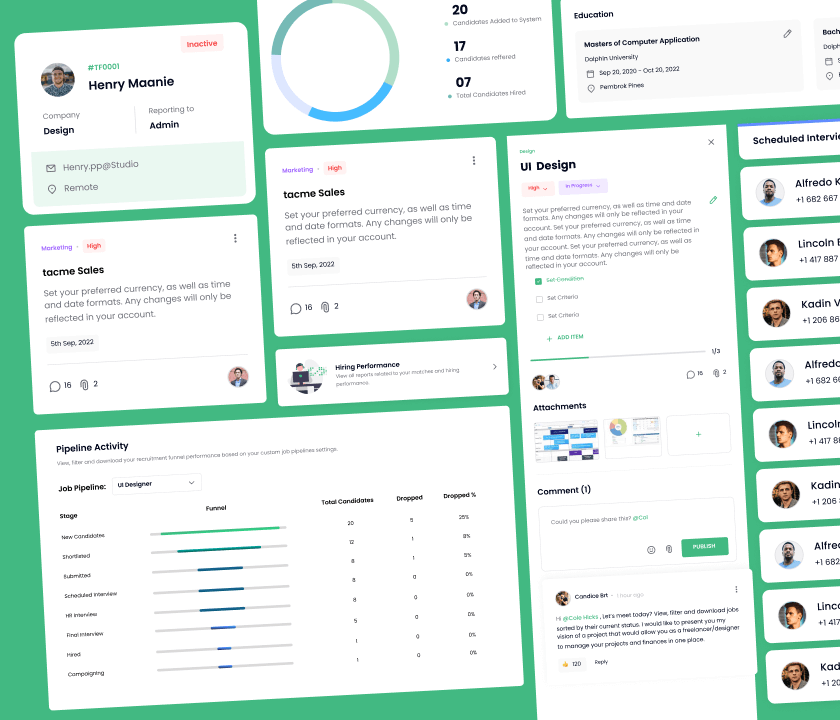 Inactive
#TF0001
Henry Maanie
Company
Design
Reporting to
Admin
Henry.pp@Studio
Remote
20
Candidates Added to System
17
Candidates reffered
07
Total Candidates Hired
Education
Masters of Computer Application
Dolphin University
Sep 20, 2020 - Oct 20, 2022
Pembrok Pines
Marketing
High
tacme Sales
Set your preferred currency, as well as time
and date formats. Any changes will only be
reflected in your account.
5th Sep, 2022
16
2
Marketing
High
tacme Sales
Set your preferred currency, as well as time
and date formats. Any changes will only be
reflected in your account.
5th Sep, 2022
16
2
Hiring Performance
View all reports related to your matches and hiring
performance.
Pipeline Activity
View, filter and download your recruitment funnel performance based on your custom job pipelines settings.
Job Pipeline:
UI Designer
Stage Funnel Total Candidates Dropped Dropped %
New Candidates 20 5 25%
Shortlisted 12 1 8%
Submitted 8 1 5%
Scheduled Interview 8 0 0%
HR Interview 8 0 0%
Final Interview 5 0 0%
Hired 1 0 0%
Compaigning 1 0 0%
Design
UI Design
High
In Progress
Set your preferred currency, as well as time and date
formats. Any changes will only be reflected in your
account. Set your preferred currency, as well as time
and date formats. Any changes will only be reflected in
your account. Set your preferred currency, as well as
time and date formats. Any changes will only be
reflected in your account.
Set Condition
Set Criteria
Set Criteria
+ ADD ITEM
1/3
16
2
Attachments
+
Comment (1)
Could you please share this? @Col
PUBLISH
Candice Brt
1 hour ago
Hi @Cole Hicks , Let's meet today? View, filter and download jobs
sorted by their current status. I would like to present you my
vision of a project that would allow you as a freelancer/designer
to manage your projects and finances in one place.
120
Reply
Scheduled Intervie
Alfredo K
+1 682 667
Lincoln
+1 417 887
Kadin V
+1 206 86
Alfredo
+1 682 66
Lincoln
+1 417 88
Kadin
+1 206
Alfre
+1 682
Linco
+1 417
Kad
+1 20